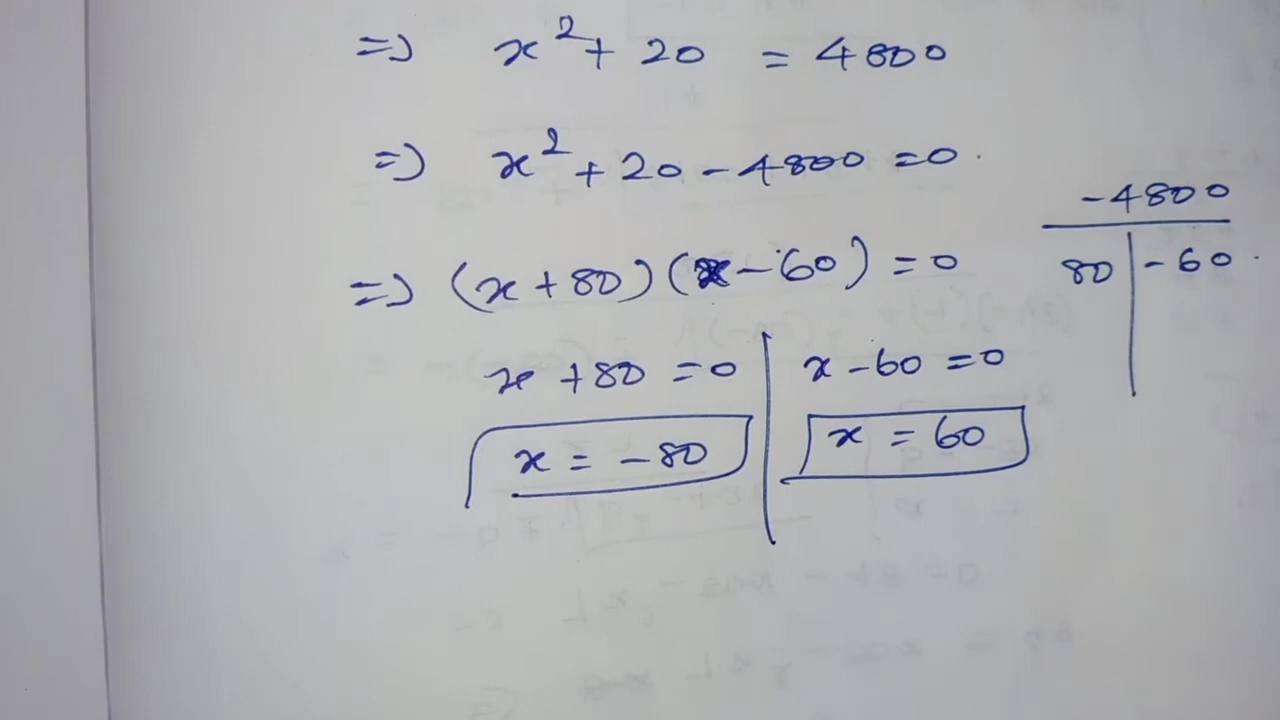 => x² + 20 = 4800
=> x² + 20 - 4800 = 0
-4800
=> (x + 80) (x - 60) = 0
80 | -60
x + 80 = 0 | x - 60 = 0
x = -80 | x = 60